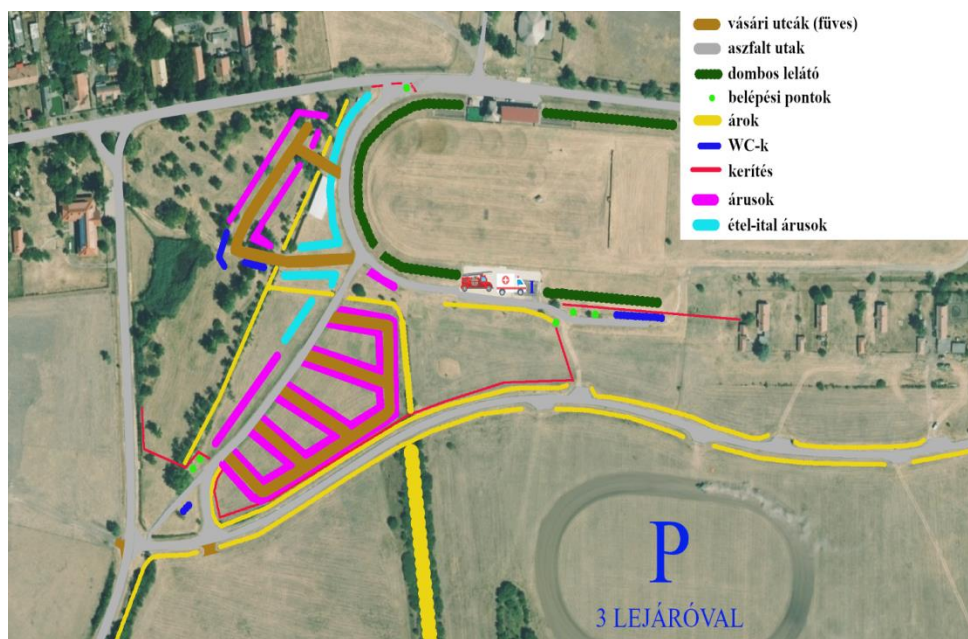 vásári utcák (füves)
aszfalt utak
dombos lelátó
belépési pontok
árok
WC-k
kerítés
árusok
étel-ital árusok
P
3 LEJÁRÓVAL